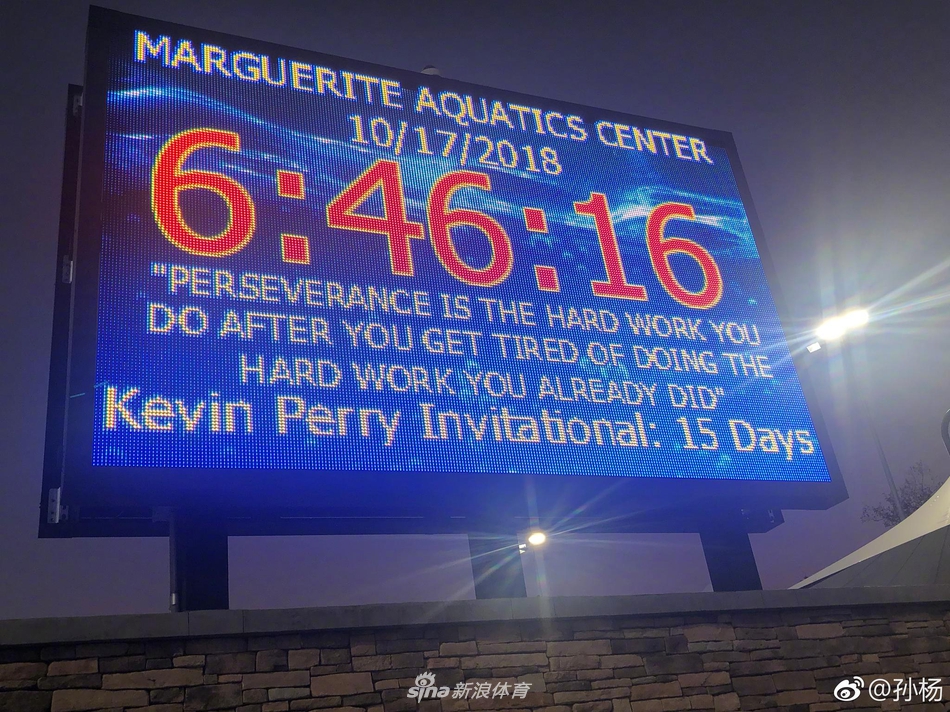 MARGUERITE AQUATICS CENTER
10/17/2018
6:46:16
"PERSEVERANCE IS THE HARD WORK YOU
DO AFTER YOU GET TIRED OF DOING THE
HARD WORK YOU ALREADY DID"
Kevin Perry Invitational: 15 Days
sina新浪体育
@孙杨